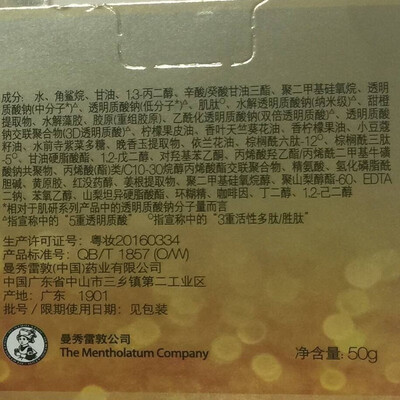 成分：水、角鲨烷、甘油、1,3-丙二醇、辛酸/癸酸甘油三酯、聚二甲基硅氧烷、透明
质酸钠(中分子*)^△、透明质酸钠(低分子*)^△、肌肽^◇、水解透明质酸钠(纳米级)^△、甜橙
提取物、水解藻胶、胶原(重组胶原)、乙酰化透明质酸钠(双倍透明质酸)^△、透明质酸
钠交联聚合物(3D透明质酸)^△、柠檬果皮油、香叶天竺葵花油、香柠檬果油、小豆蔻
籽油、水前寺紫菜多糖、晚香玉提取物、依兰花油、棕榈酰六肽-12^◇、棕榈酰三肽
-5^◇、甘油硬脂酸酯、1,2-戊二醇、对羟基苯乙酮、丙烯酸羟乙酯/丙烯酰二甲基牛磺
酸钠共聚物、丙烯酸(酯)类/C10-30烷醇丙烯酸酯交联聚合物、精氨酸、氢化磷脂酰
胆碱、黄原胶、红没药醇、姜根提取物、聚二甲基硅氧烷醇、聚山梨醇酯-60、EDTA
二钠、苯氧乙醇、山梨坦异硬脂酸酯、环糊精、咖啡因、丁二醇、1,2-己二醇
*相对于肌研系列产品中的透明质酸钠分子量而言
^△指宣称中的“5重透明质酸” ^◇指宣称中的“3重活性多肽/胜肽”
生产许可证号：粤妆20160334
产品标准号：QB/T 1857 (O/W)
曼秀雷敦(中国)药业有限公司
中国广东省中山市三乡镇第二工业区
产地：广东 1901
批号/限期使用日期：见包装
曼秀雷敦公司
The Mentholatum Company
净含量：50g